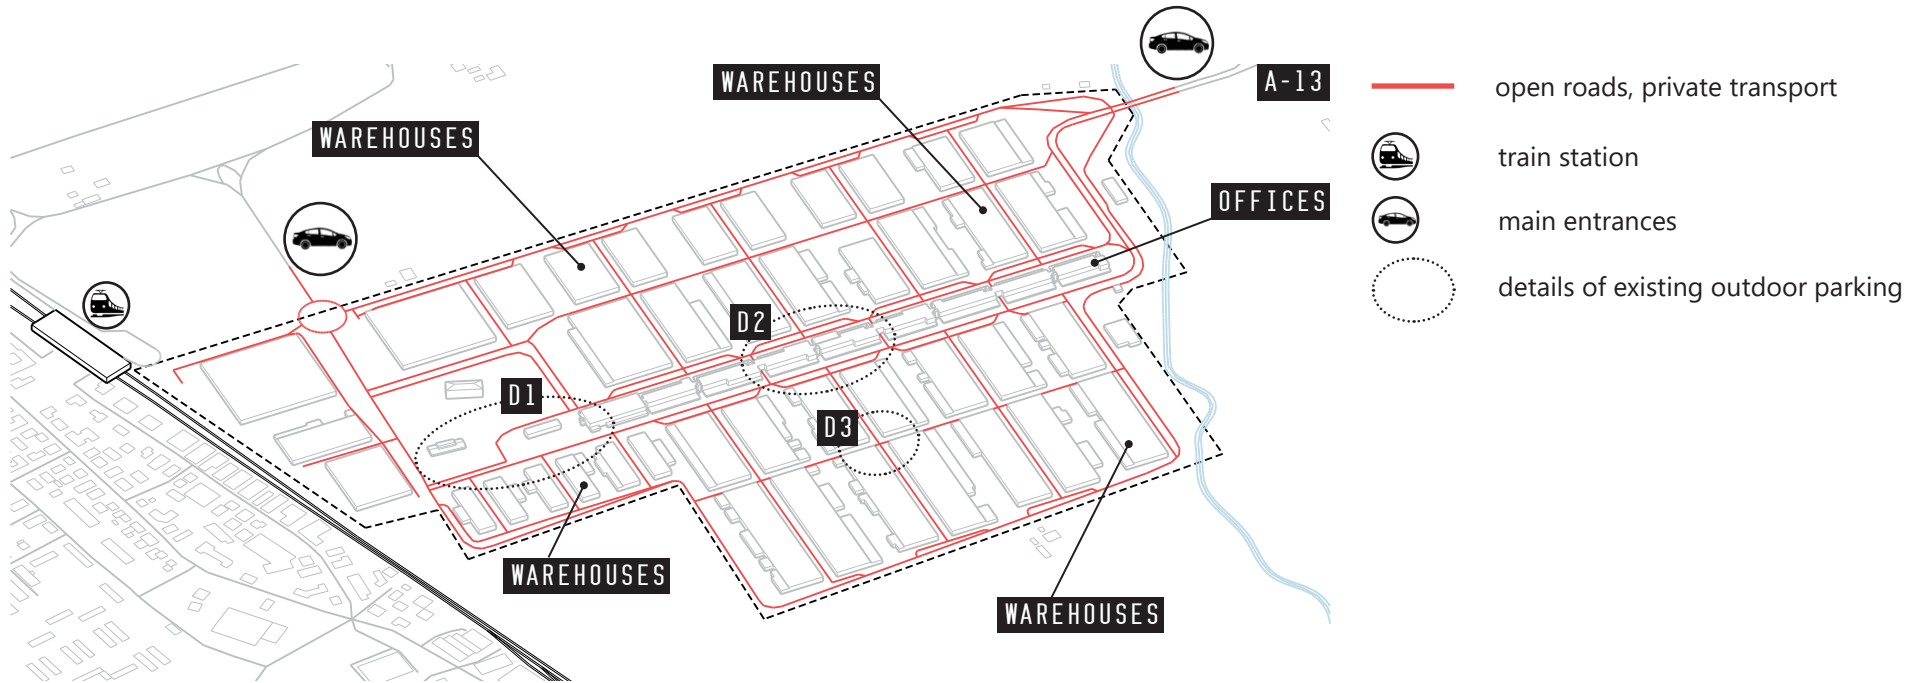 WAREHOUSES
A-13
open roads, private transport
WAREHOUSES
train station
OFFICES
main entrances
details of existing outdoor parking
D2
D1
D3
WAREHOUSES
WAREHOUSES